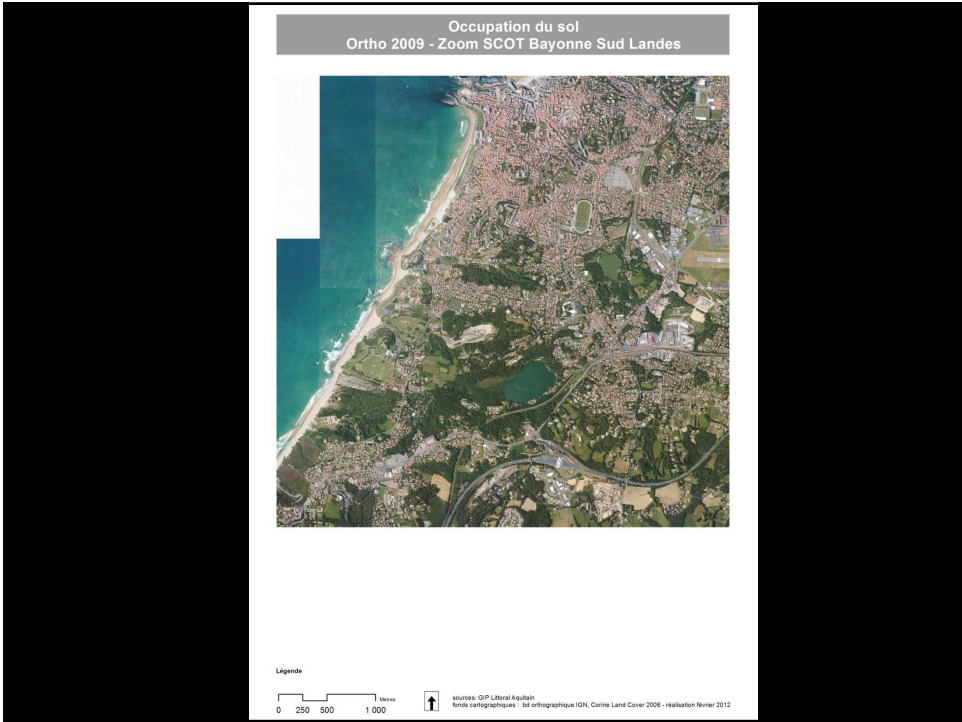 Occupation du sol
Ortho 2009 - Zoom SCOT Bayonne Sud Landes
Légende
Mètres
0 250 500 1 000
sources: GIP Littoral Aquitain
fonds cartographiques : bd orthographique IGN, Corine Land Cover 2006 - réalisation février 2012